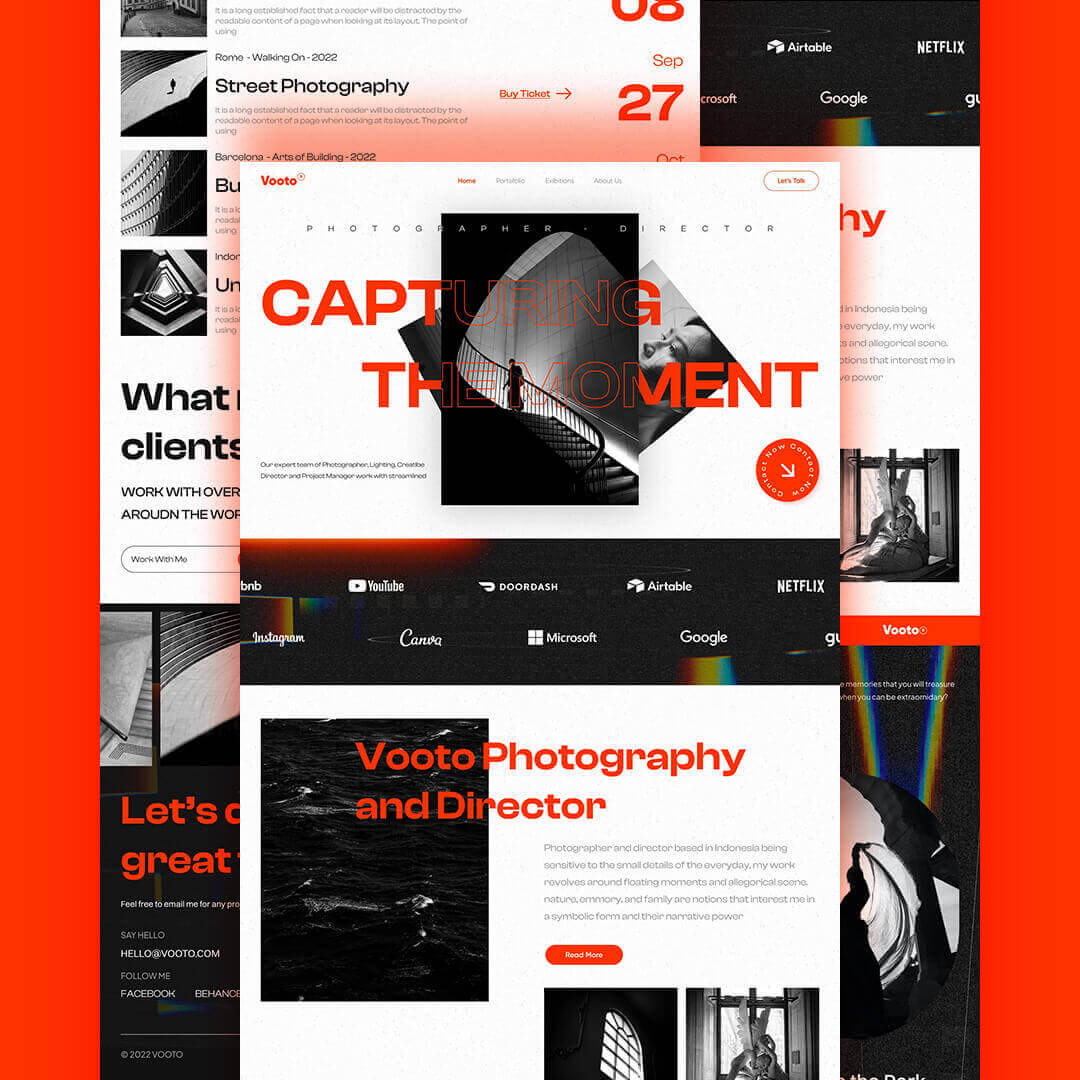 08
It is a long established fact that a reader will be distracted by the
readable content of a page when looking at its layout. The point of
using
Rome - Walking On - 2022
Street Photography
It is a long established fact that a reader will be distracted by the
readable content of a page when looking at its layout. The point of
using
Buy Ticket
Sep
27
Barcelona - Arts of Building - 2022
Oct
Bu
It is a lo
readab
using
Indon
Un
It is a lo
readab
using
What
clients
WORK WITH OVER
AROUDN THE WOR
Work With Me
Let's
great
Feel free to email me for any pro
SAY HELLO
HELLO@VOOTO.COM
FOLLOW ME
FACEBOOK BEHANCE
© 2022 VOOTO
Vooto
Home Portafolio Exibitions About Us
Let's Talk
PHOTOGRAPHER - DIRECTOR
CAPTURING
THE MOMENT
Our expert team of Photographer, Lighting, Creatibe
Director and Project Manager work with streamlined
Contact Now Contact Now
bnb YouTube DOORDASH Airtable NETFLIX
Instagram Canva Microsoft Google gu
Vooto Photography
and Director
Photographer and director based in Indonesia being
sensitive to the small details of the everyday, my work
revolves around floating moments and allegorical scene.
nature, emmory, and family are notions that interest me in
a symbolic form and their narrative power
Read More
Airtable NETFLIX
crosoft Google gu
hy
d in Indonesia being
e everyday, my work
ts and allegorical scene.
otions that interest me in
ve power
Vooto
e memories that you will treasure
when you can be extraornidary?
the Park